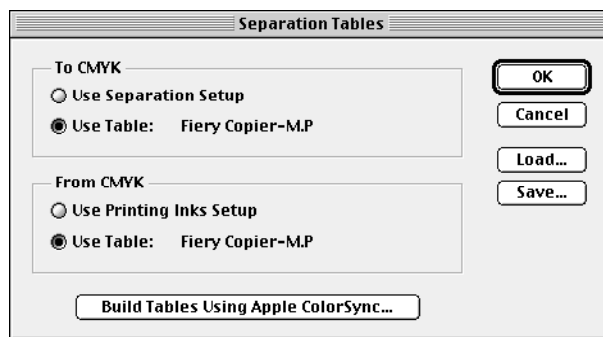 Separation Tables
To CMYK
Use Separation Setup
Use Table: Fiery Copier-M.P
From CMYK
Use Printing Inks Setup
Use Table: Fiery Copier-M.P
Build Tables Using Apple ColorSync...
OK
Cancel
Load...
Save...